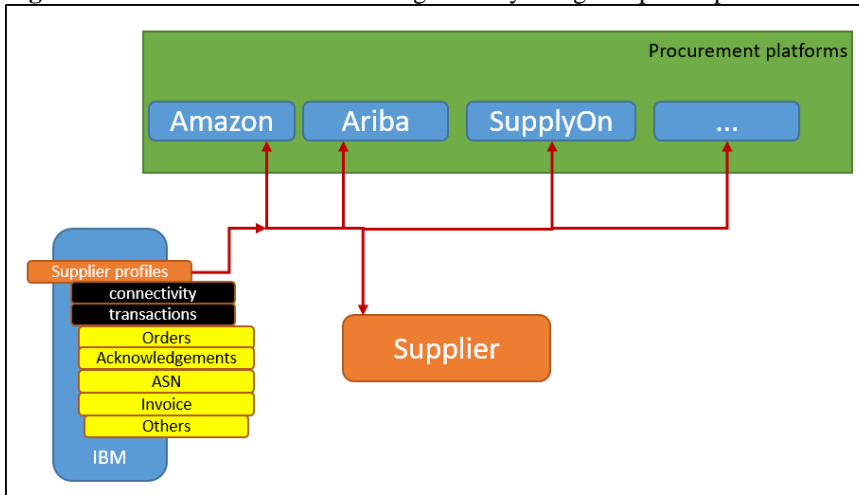 Procurement platforms
Amazon
Ariba
SupplyOn
...
Supplier profiles
connectivity
transactions
Orders
Acknowledgements
ASN
Invoice
Others
IBM
Supplier